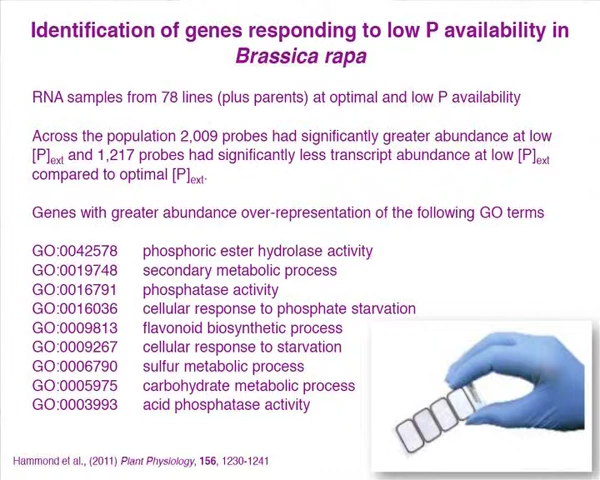 Identification of genes responding to low P availability in
Brassica rapa
RNA samples from 78 lines (plus parents) at optimal and low P availability
Across the population 2,009 probes had significantly greater abundance at low
[P]ext and 1,217 probes had significantly less transcript abundance at low [P]ext
compared to optimal [P]ext.
Genes with greater abundance over-representation of the following GO terms
GO:0042578 phosphoric ester hydrolase activity
GO:0019748 secondary metabolic process
GO:0016791 phosphatase activity
GO:0016036 cellular response to phosphate starvation
GO:0009813 flavonoid biosynthetic process
GO:0009267 cellular response to starvation
GO:0006790 sulfur metabolic process
GO:0005975 carbohydrate metabolic process
GO:0003993 acid phosphatase activity
Hammond et al., (2011) Plant Physiology, 156, 1230-1241